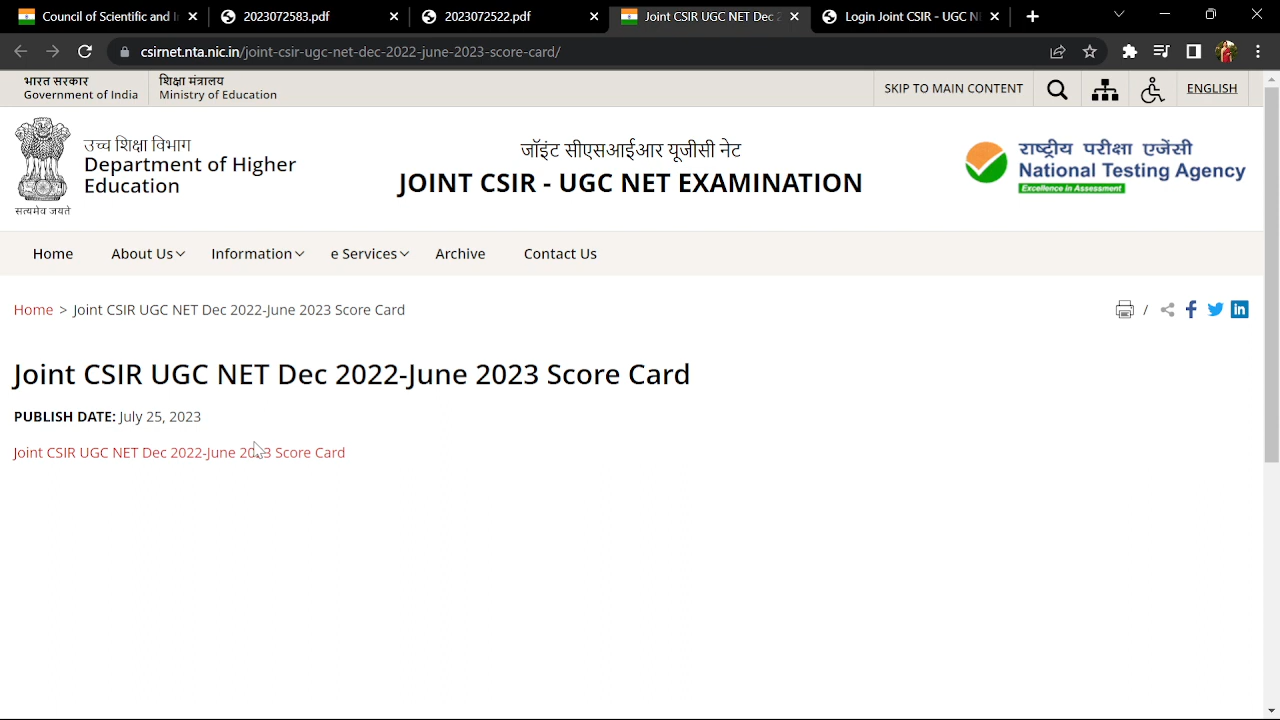 Council of Scientific and I
2023072583.pdf
2023072522.pdf
Joint CSIR UGC NET Dec 2
Login Joint CSIR - UGC N
csirnet.nta.nic.in/joint-csir-ugc-net-dec-2022-june-2023-score-card/
भारत सरकार
Government of India
शिक्षा मंत्रालय
Ministry of Education
SKIP TO MAIN CONTENT
ENGLISH
सत्यमेव जयते
उच्च शिक्षा विभाग
Department of Higher
Education
जॉइंट सीएसआईआर यूजीसी नेट
JOINT CSIR - UGC NET EXAMINATION
राष्ट्रीय परीक्षा एजेंसी
National Testing Agency
Excellence in Assessment
Home
About Us
Information
e Services
Archive
Contact Us
Home > Joint CSIR UGC NET Dec 2022-June 2023 Score Card
/
in
Joint CSIR UGC NET Dec 2022-June 2023 Score Card
PUBLISH DATE: July 25, 2023
Joint CSIR UGC NET Dec 2022-June 2023 Score Card